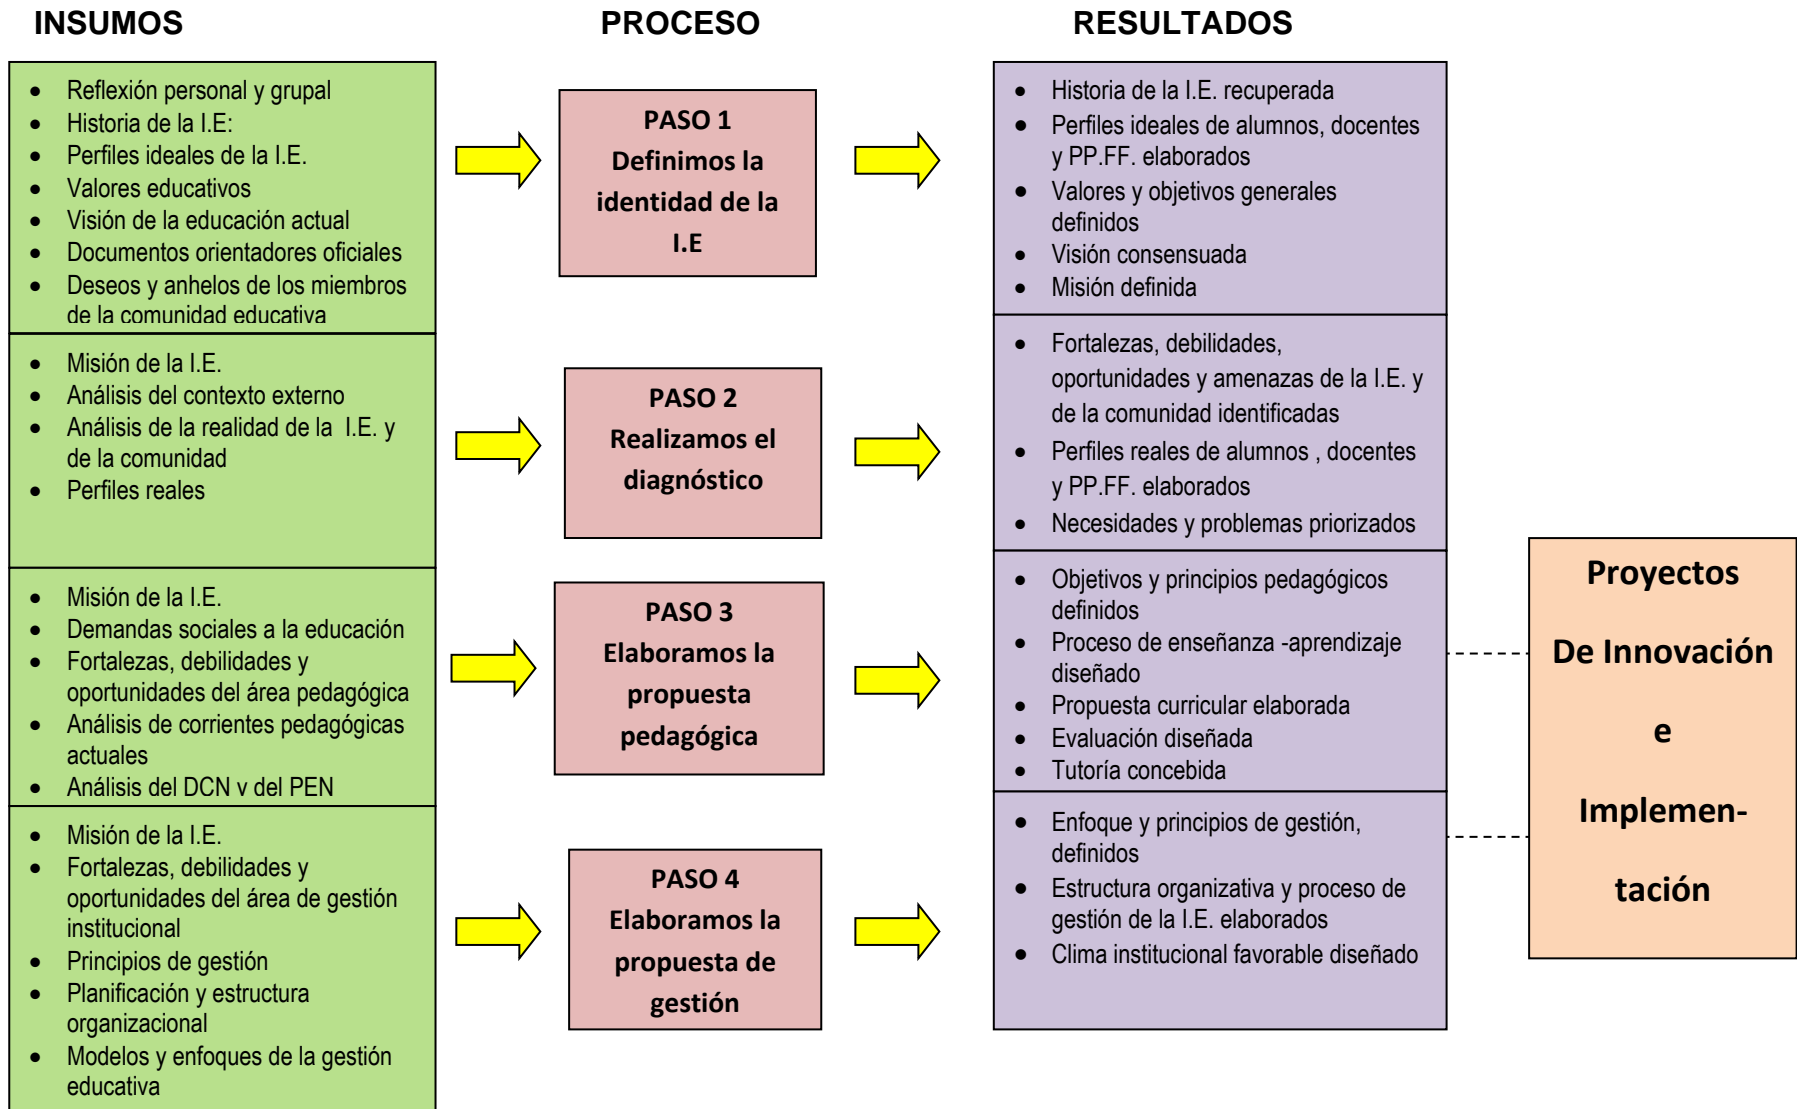 INSUMOS
PROCESO
RESULTADOS
• Reflexión personal y grupal
• Historia de la I.E:
• Perfiles ideales de la I.E.
• Valores educativos
• Visión de la educación actual
• Documentos orientadores oficiales
• Deseos y anhelos de los miembros
de la comunidad educativa
PASO 1
Definimos la
identidad de la
I.E
• Historia de la I.E. recuperada
• Perfiles ideales de alumnos, docentes
y PP.FF. elaborados
• Valores y objetivos generales
definidos
• Visión consensuada
• Misión definida
• Misión de la I.E.
• Análisis del contexto externo
• Análisis de la realidad de la I.E. y
de la comunidad
• Perfiles reales
PASO 2
Realizamos el
diagnóstico
• Fortalezas, debilidades,
oportunidades y amenazas de la I.E. y
de la comunidad identificadas
• Perfiles reales de alumnos , docentes
y PP.FF. elaborados
• Necesidades y problemas priorizados
• Misión de la I.E.
• Demandas sociales a la educación
• Fortalezas, debilidades y
oportunidades del área pedagógica
• Análisis de corrientes pedagógicas
actuales
• Análisis del DCN y del PEN
PASO 3
Elaboramos la
propuesta
pedagógica
• Objetivos y principios pedagógicos
definidos
• Proceso de enseñanza -aprendizaje
diseñado
• Propuesta curricular elaborada
• Evaluación diseñada
• Tutoría concebida
• Misión de la I.E.
• Fortalezas, debilidades y
oportunidades del área de gestión
institucional
• Principios de gestión
• Planificación y estructura
organizacional
• Modelos y enfoques de la gestión
educativa
PASO 4
Elaboramos la
propuesta de
gestión
• Enfoque y principios de gestión,
definidos
• Estructura organizativa y proceso de
gestión de la I.E. elaborados
• Clima institucional favorable diseñado
Proyectos
De Innovación
e
Implemen-
tación